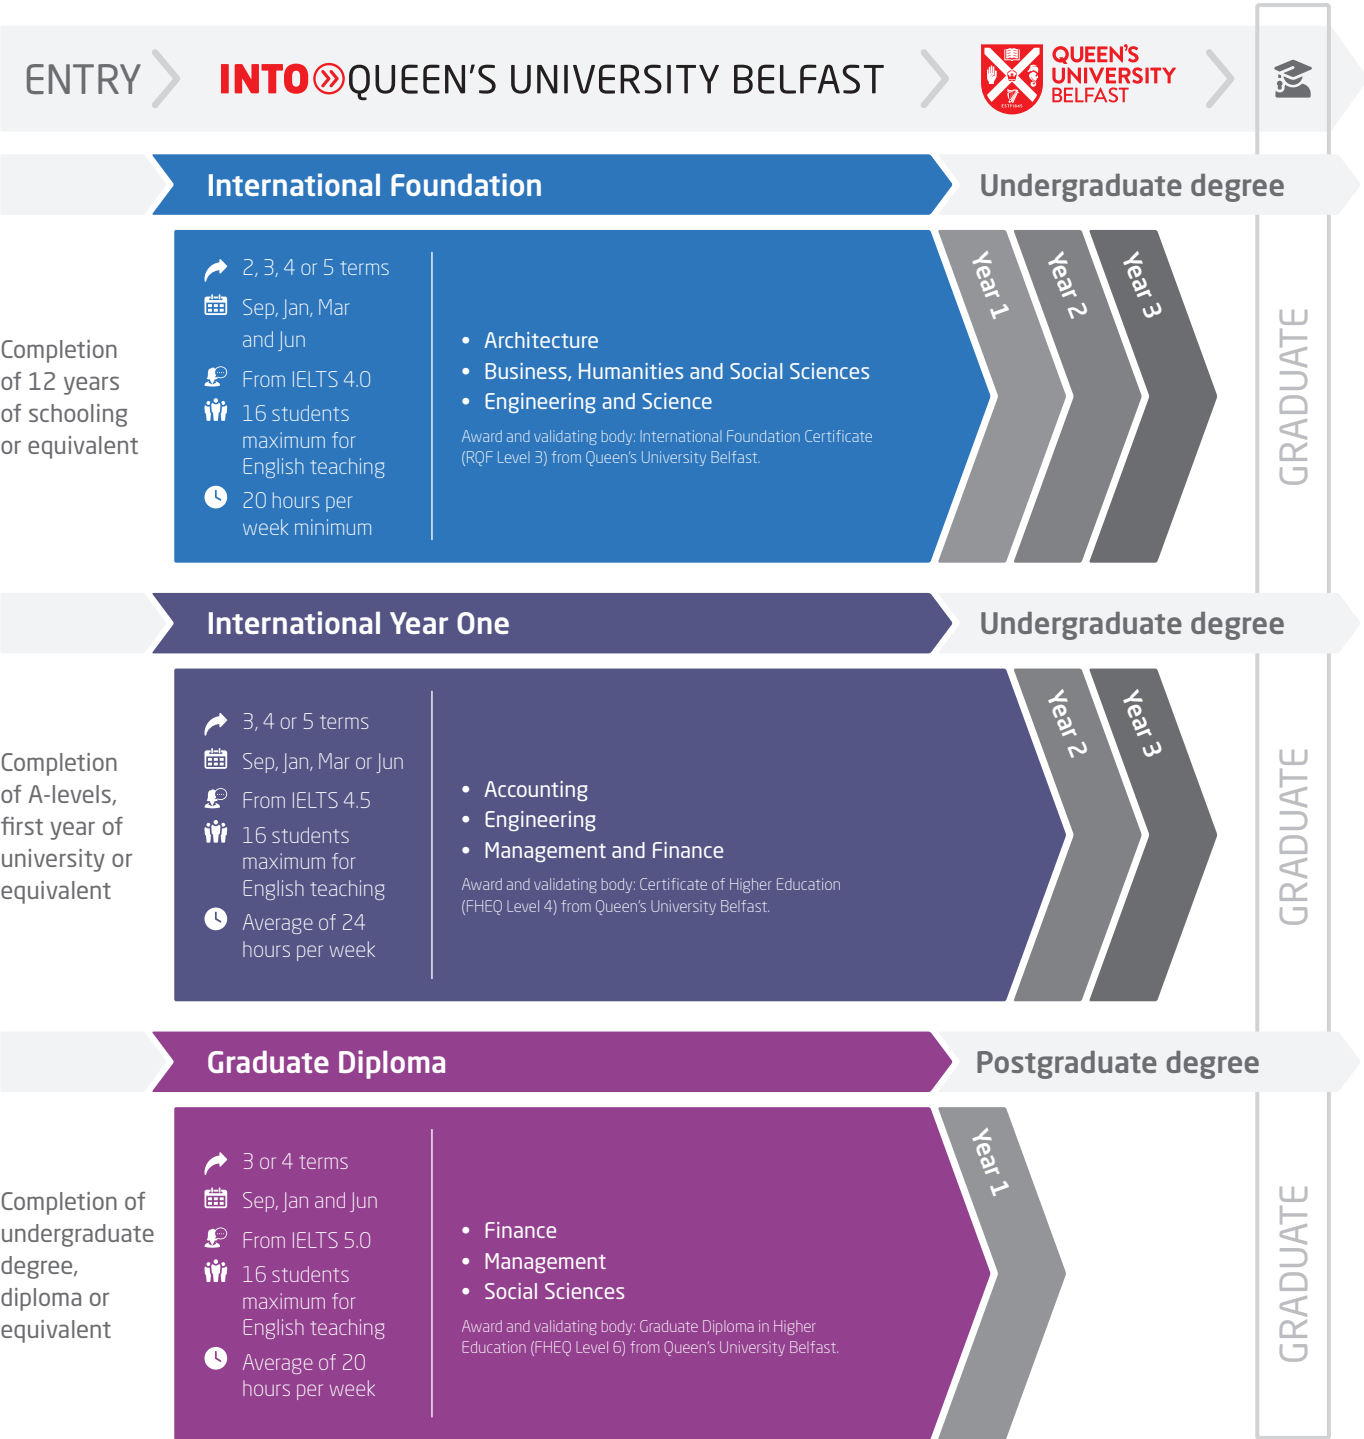 ENTRY
INTO QUEEN'S UNIVERSITY BELFAST
QUEEN'S
UNIVERSITY
BELFAST
ESTD 1845
International Foundation
Undergraduate degree
Completion
of 12 years
of schooling
or equivalent
2, 3, 4 or 5 terms
Sep, Jan, Mar
and Jun
From IELTS 4.0
16 students
maximum for
English teaching
20 hours per
week minimum
• Architecture
• Business, Humanities and Social Sciences
• Engineering and Science
Award and validating body: International Foundation Certificate
(RQF Level 3) from Queen's University Belfast.
Year 1
Year 2
Year 3
GRADUATE
International Year One
Undergraduate degree
Completion
of A-levels,
first year of
university or
equivalent
3, 4 or 5 terms
Sep, Jan, Mar or Jun
From IELTS 4.5
16 students
maximum for
English teaching
Average of 24
hours per week
• Accounting
• Engineering
• Management and Finance
Award and validating body: Certificate of Higher Education
(FHEQ Level 4) from Queen's University Belfast.
Year 2
Year 3
GRADUATE
Graduate Diploma
Postgraduate degree
Completion of
undergraduate
degree,
diploma or
equivalent
3 or 4 terms
Sep, Jan and Jun
From IELTS 5.0
16 students
maximum for
English teaching
Average of 20
hours per week
• Finance
• Management
• Social Sciences
Award and validating body: Graduate Diploma in Higher
Education (FHEQ Level 6) from Queen's University Belfast.
Year 1
GRADUATE